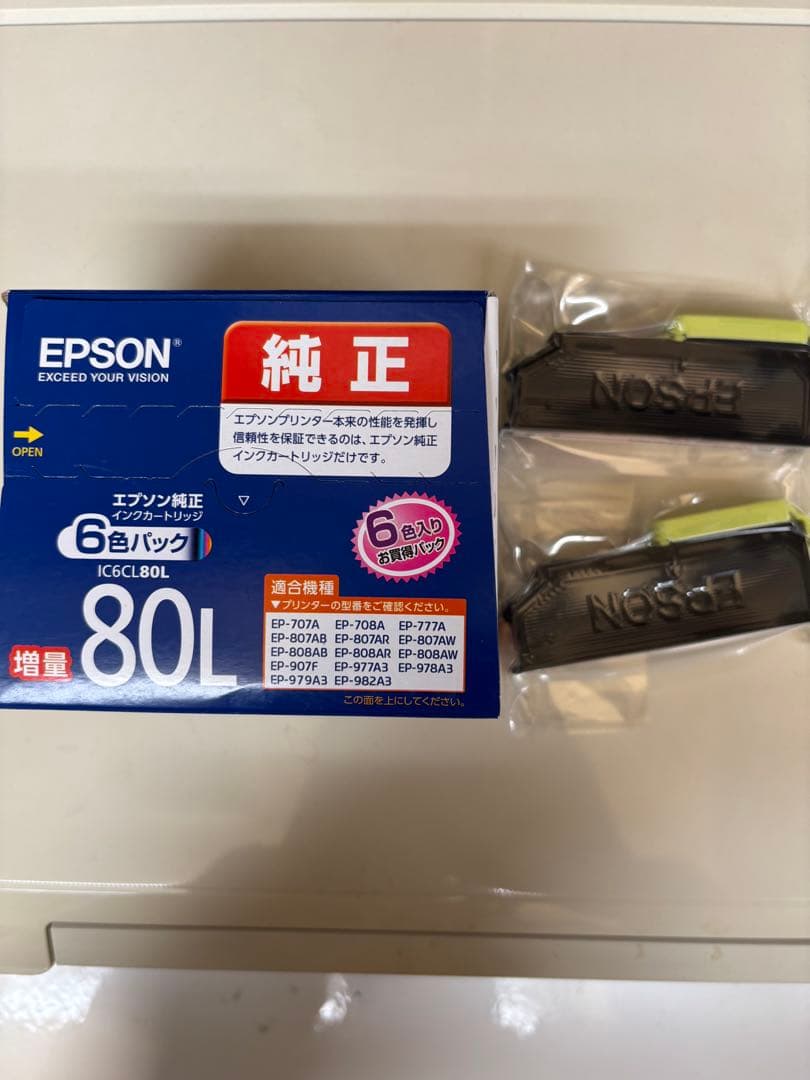 EPSON®
EXCEED YOUR VISION
純正
エプソンプリンター本来の性能を発揮し
信頼性を保証できるのは、エプソン純正
インクカートリッジだけです。
OPEN
エプソン純正
インクカートリッジ
6色パック
IC6CL80L
増量
80L
6色入り
お買得パック
適合機種
▼プリンターの型番をご確認ください。
EP-707A EP-708A EP-777A
EP-807AB EP-807AR EP-807AW
EP-808AB EP-808AR EP-808AW
EP-907F EP-977A3 EP-978A3
EP-979A3 EP-982A3
この面を上にしてください。
EPSON
EPSON